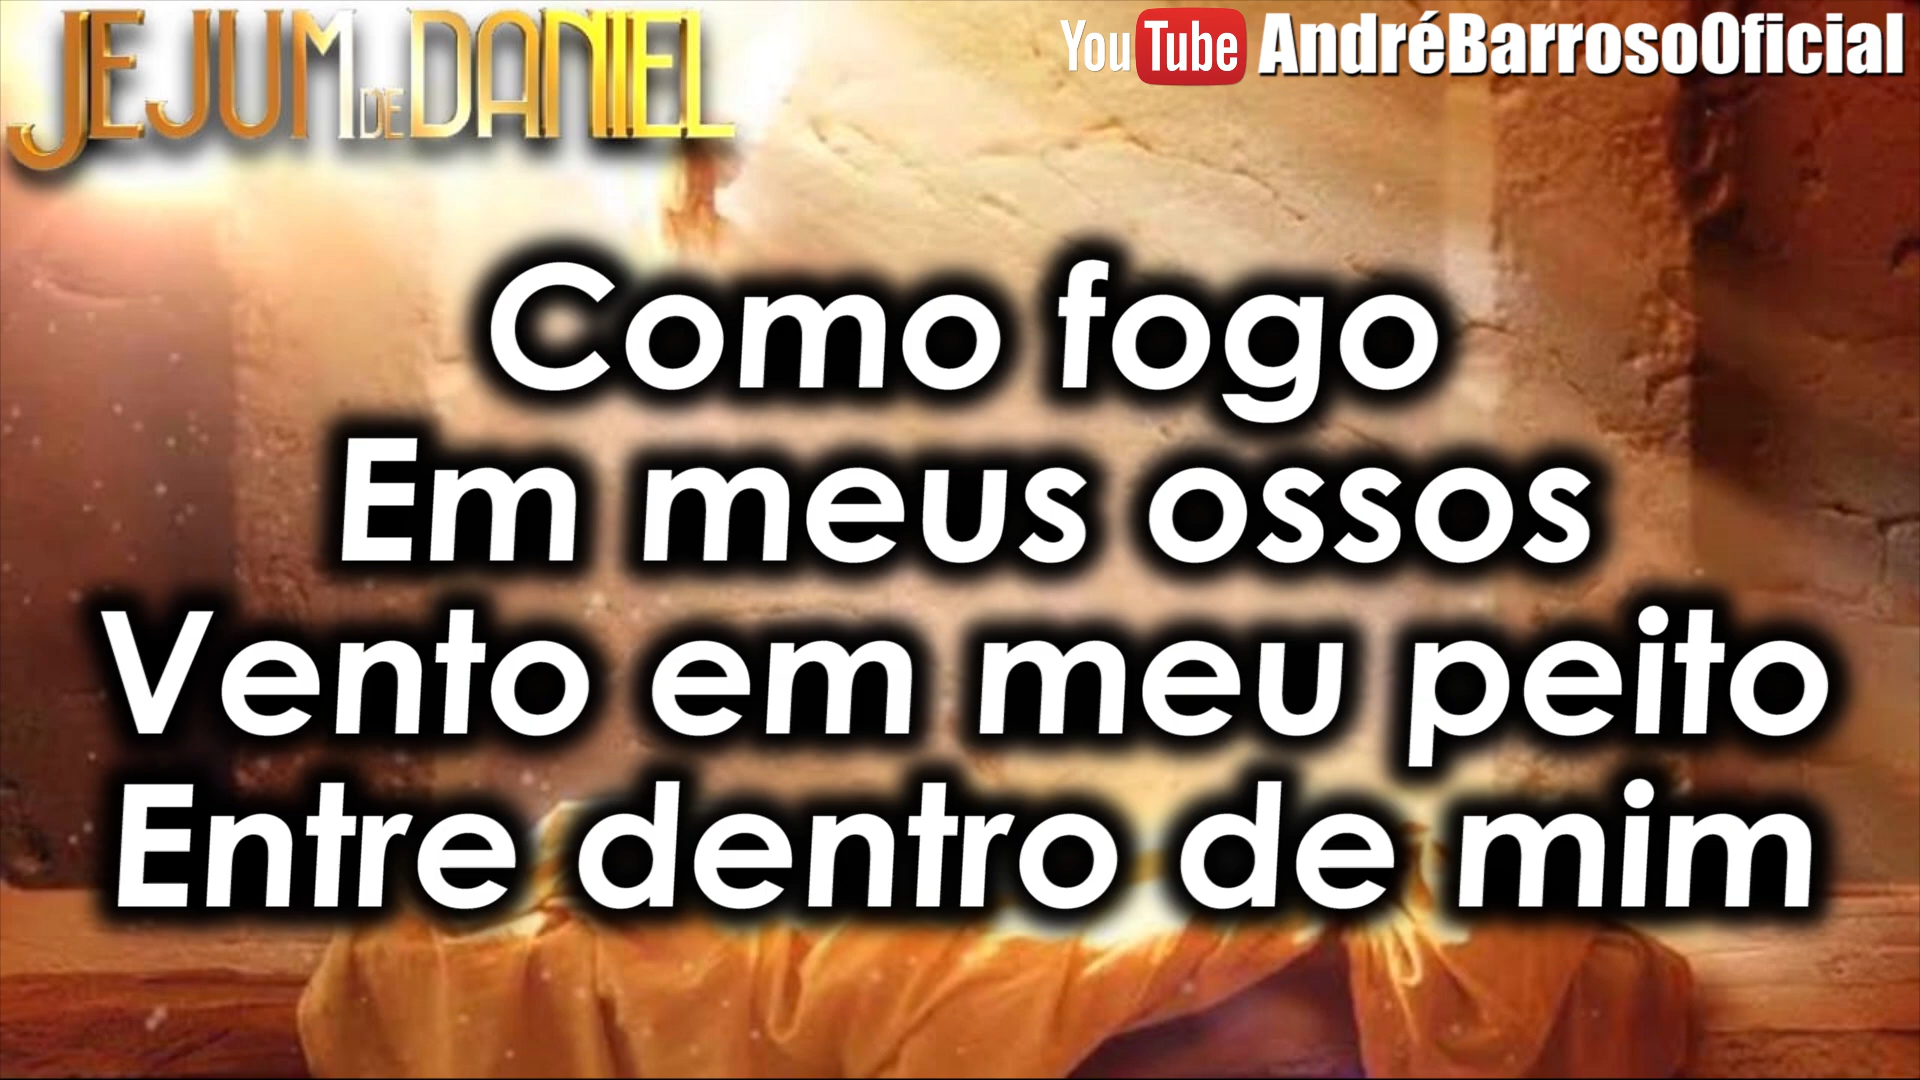 JEJUM DE DANIEL
YouTube AndréBarrosoOficial
Como fogo
Em meus ossos
Vento em meu peito
Entre dentro de mim